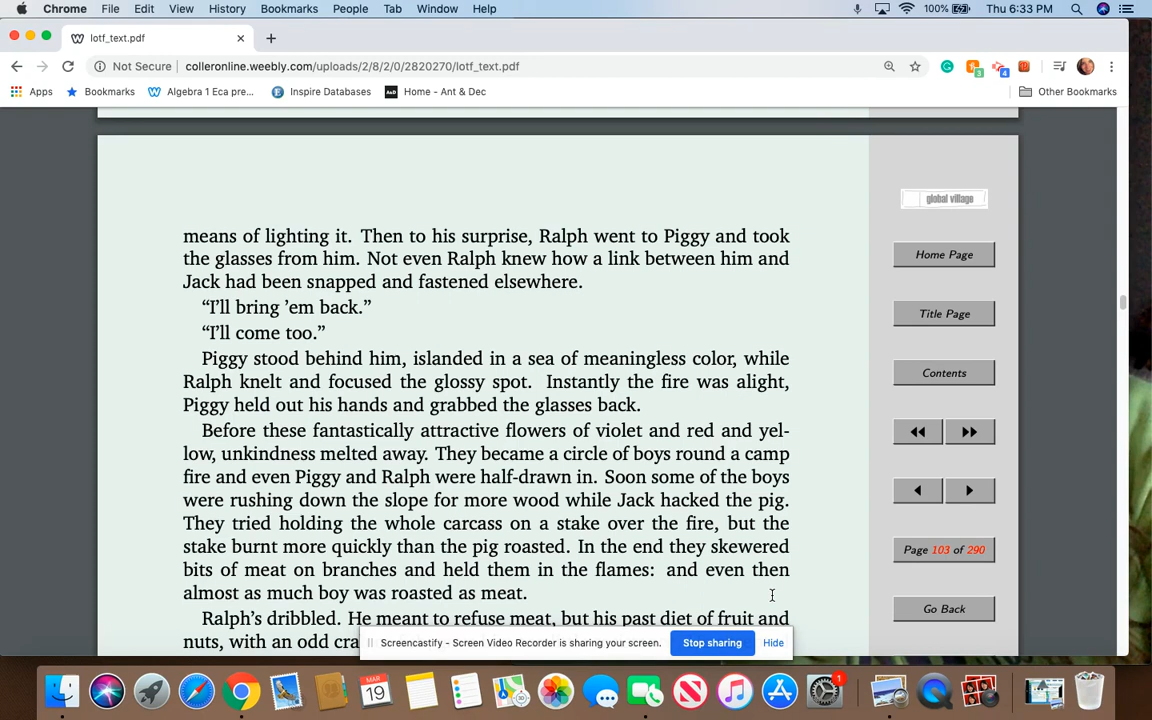 Chrome File Edit View History Bookmarks People Tab Window Help 100% Thu 6:33 PM
lotf_text.pdf
Not Secure colleronline.weebly.com/uploads/2/8/2/0/2820270/lotf_text.pdf 3 4
Apps Bookmarks Algebra 1 Eca pre... Inspire Databases Home - Ant & Dec Other Bookmarks
means of lighting it. Then to his surprise, Ralph went to Piggy and took
the glasses from him. Not even Ralph knew how a link between him and
Jack had been snapped and fastened elsewhere.
“I’ll bring ’em back.”
“I’ll come too.”
Piggy stood behind him, islanded in a sea of meaningless color, while
Ralph knelt and focused the glossy spot. Instantly the fire was alight,
Piggy held out his hands and grabbed the glasses back.
Before these fantastically attractive flowers of violet and red and yel-
low, unkindness melted away. They became a circle of boys round a camp
fire and even Piggy and Ralph were half-drawn in. Soon some of the boys
were rushing down the slope for more wood while Jack hacked the pig.
They tried holding the whole carcass on a stake over the fire, but the
stake burnt more quickly than the pig roasted. In the end they skewered
bits of meat on branches and held them in the flames: and even then
almost as much boy was roasted as meat.
Ralph’s dribbled. He meant to refuse meat, but his past diet of fruit and
nuts, with an odd cra
global village
Home Page
Title Page
Contents
Page 103 of 290
Go Back
Screencastify - Screen Video Recorder is sharing your screen. Stop sharing Hide
MAR
19
1